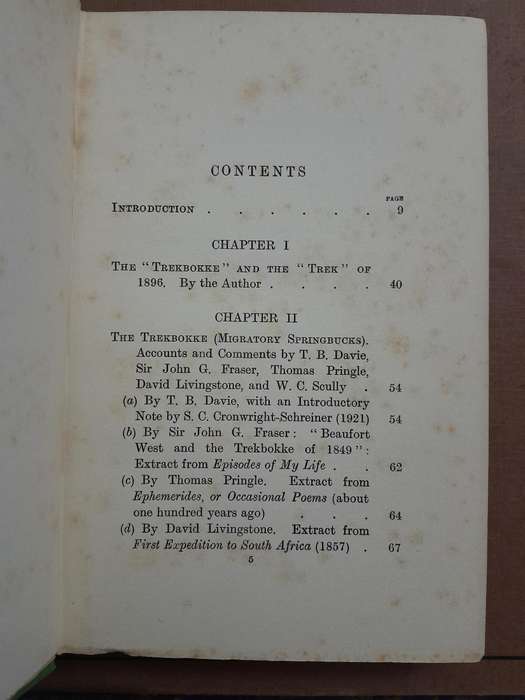 CONTENTS
PAGE
INTRODUCTION . . . . . . 9
CHAPTER I
THE "TREKBOKKE" AND THE "TREK" OF
1896. By the Author . . . . 40
CHAPTER II
THE TREKBOKKE (MIGRATORY SPRINGBUCKS).
Accounts and Comments by T. B. Davie,
Sir John G. Fraser, Thomas Pringle,
David Livingstone, and W. C. Scully . 54
(a) By T. B. Davie, with an Introductory
Note by S. C. Cronwright-Schreiner (1921) 54
(b) By Sir John G. Fraser: "Beaufort
West and the Trekbokke of 1849":
Extract from Episodes of My Life . . 62
(c) By Thomas Pringle. Extract from
Ephemerides, or Occasional Poems (about
one hundred years ago) . . . 64
(d) By David Livingstone. Extract from
First Expedition to South Africa (1857) . 67
5